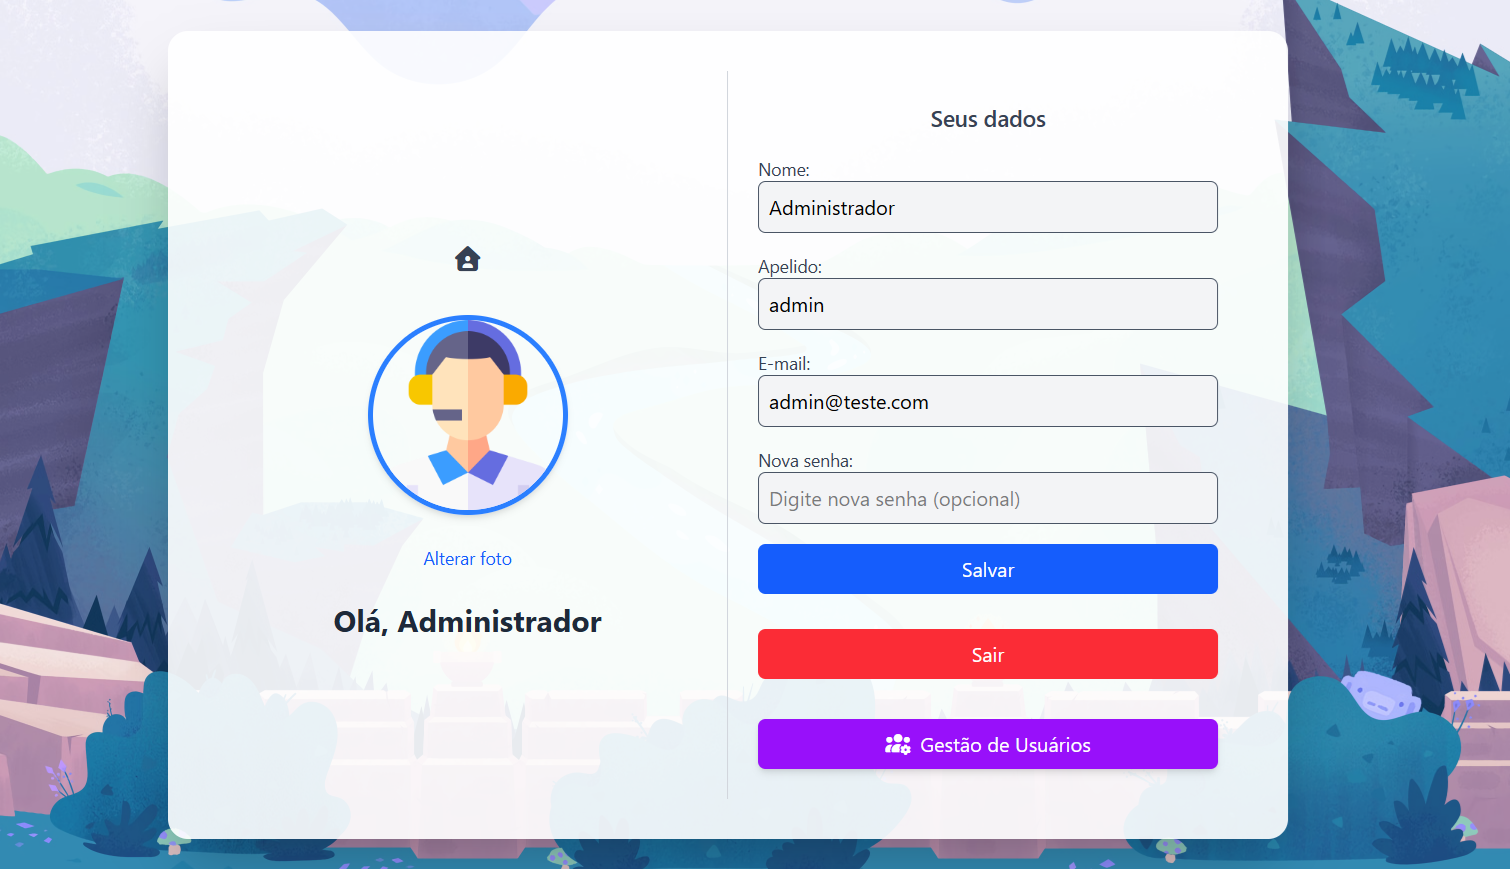 Alterar foto
Olá, Administrador
Seus dados
Nome:
Administrador
Apelido:
admin
E-mail:
admin@teste.com
Nova senha:
Digite nova senha (opcional)
Salvar
Sair
Gestão de Usuários